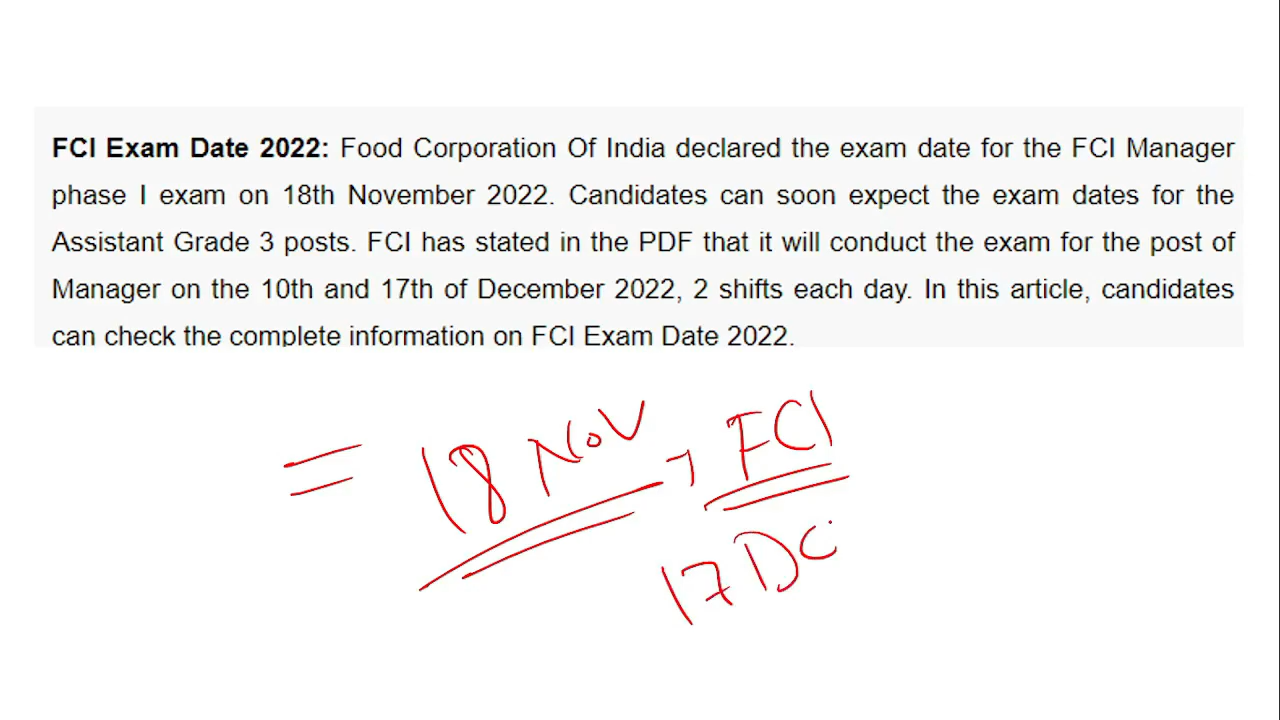 FCI Exam Date 2022: Food Corporation Of India declared the exam date for the FCI Manager
phase I exam on 18th November 2022. Candidates can soon expect the exam dates for the
Assistant Grade 3 posts. FCI has stated in the PDF that it will conduct the exam for the post of
Manager on the 10th and 17th of December 2022, 2 shifts each day. In this article, candidates
can check the complete information on FCI Exam Date 2022.
= 18 Nov, FCI
17 DC